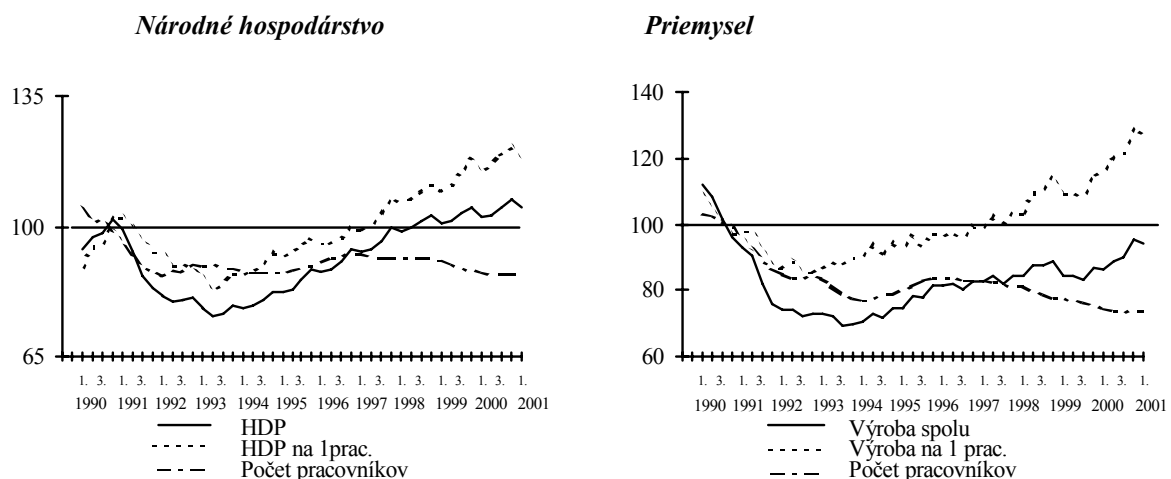 Národné hospodárstvo
135
100
65
1. 3. 1. 3. 1. 3. 1. 3. 1. 3. 1. 3. 1. 3. 1. 3. 1. 3. 1. 3. 1. 3. 1.
1990 1991 1992 1993 1994 1995 1996 1997 1998 1999 2000 2001
HDP
HDP na 1prac.
Počet pracovníkov
Priemysel
140
120
100
80
60
1. 3. 1. 3. 1. 3. 1. 3. 1. 3. 1. 3. 1. 3. 1. 3. 1. 3. 1. 3. 1. 3. 1.
1990 1991 1992 1993 1994 1995 1996 1997 1998 1999 2000 2001
Výroba spolu
Výroba na 1 prac.
Počet pracovníkov